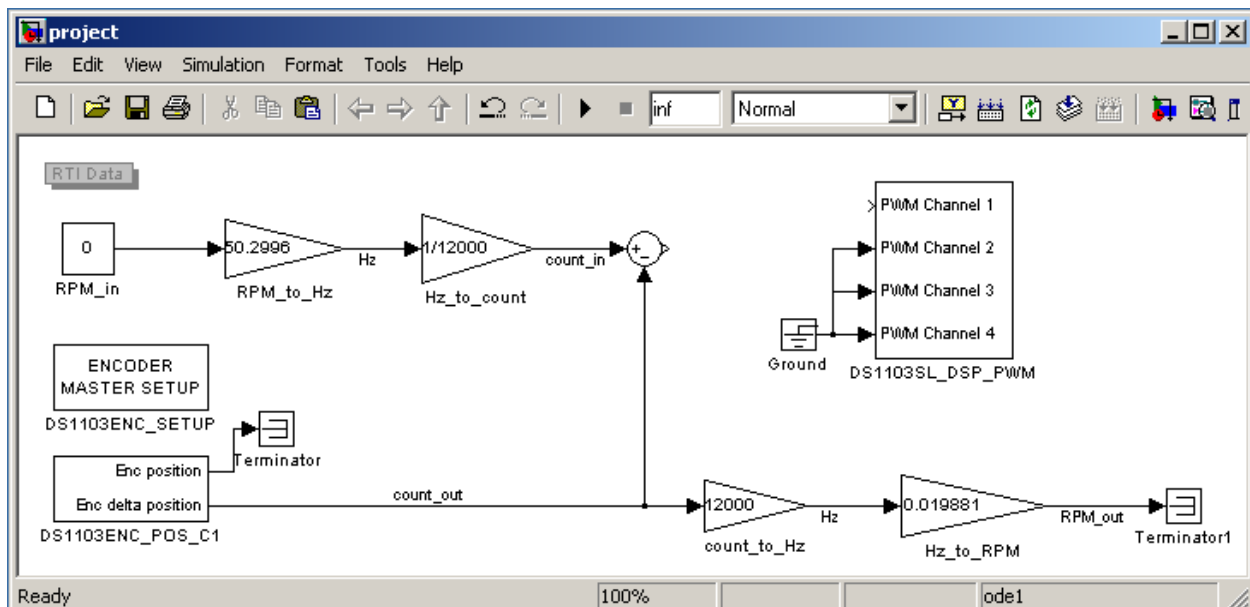 project
File Edit View Simulation Format Tools Help
inf Normal
RTI Data
0
RPM_in
50.2996
RPM_to_Hz
Hz
1/12000
Hz_to_count
count_in
+
-
PWM Channel 1
PWM Channel 2
PWM Channel 3
PWM Channel 4
DS1103SL_DSP_PWM
Ground
ENCODER
MASTER SETUP
DS1103ENC_SETUP
Terminator
Enc position
Enc delta position
DS1103ENC_POS_C1
count_out
12000
count_to_Hz
Hz
0.019881
Hz_to_RPM
RPM_out
Terminator1
Ready 100% ode1